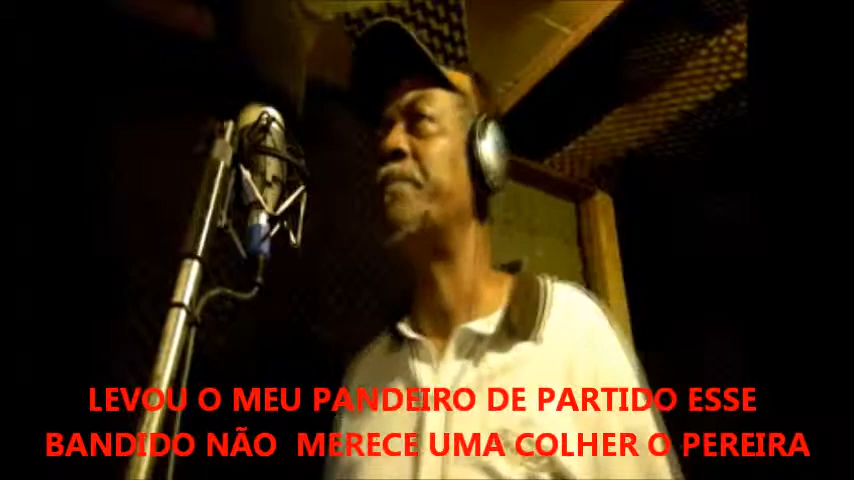 LEVOU O MEU PANDEIRO DE PARTIDO ESSE
BANDIDO NÃO  MERECE UMA COLHER O PEREIRA